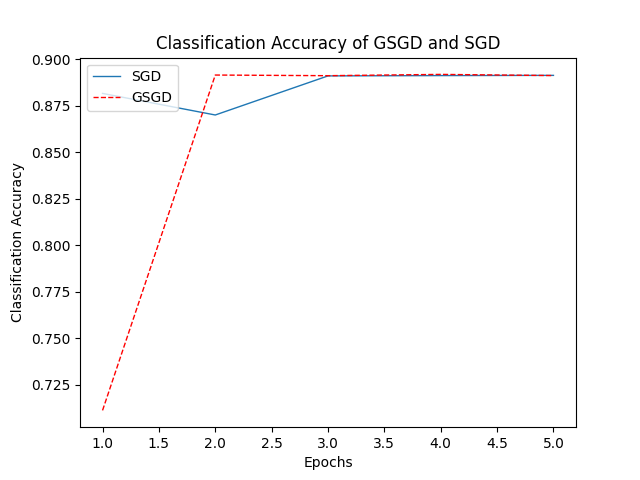 Classification Accuracy of GSGD and SGD
SGD
GSGD
Classification Accuracy
0.900
0.875
0.850
0.825
0.800
0.775
0.750
0.725
1.0 1.5 2.0 2.5 3.0 3.5 4.0 4.5 5.0
Epochs